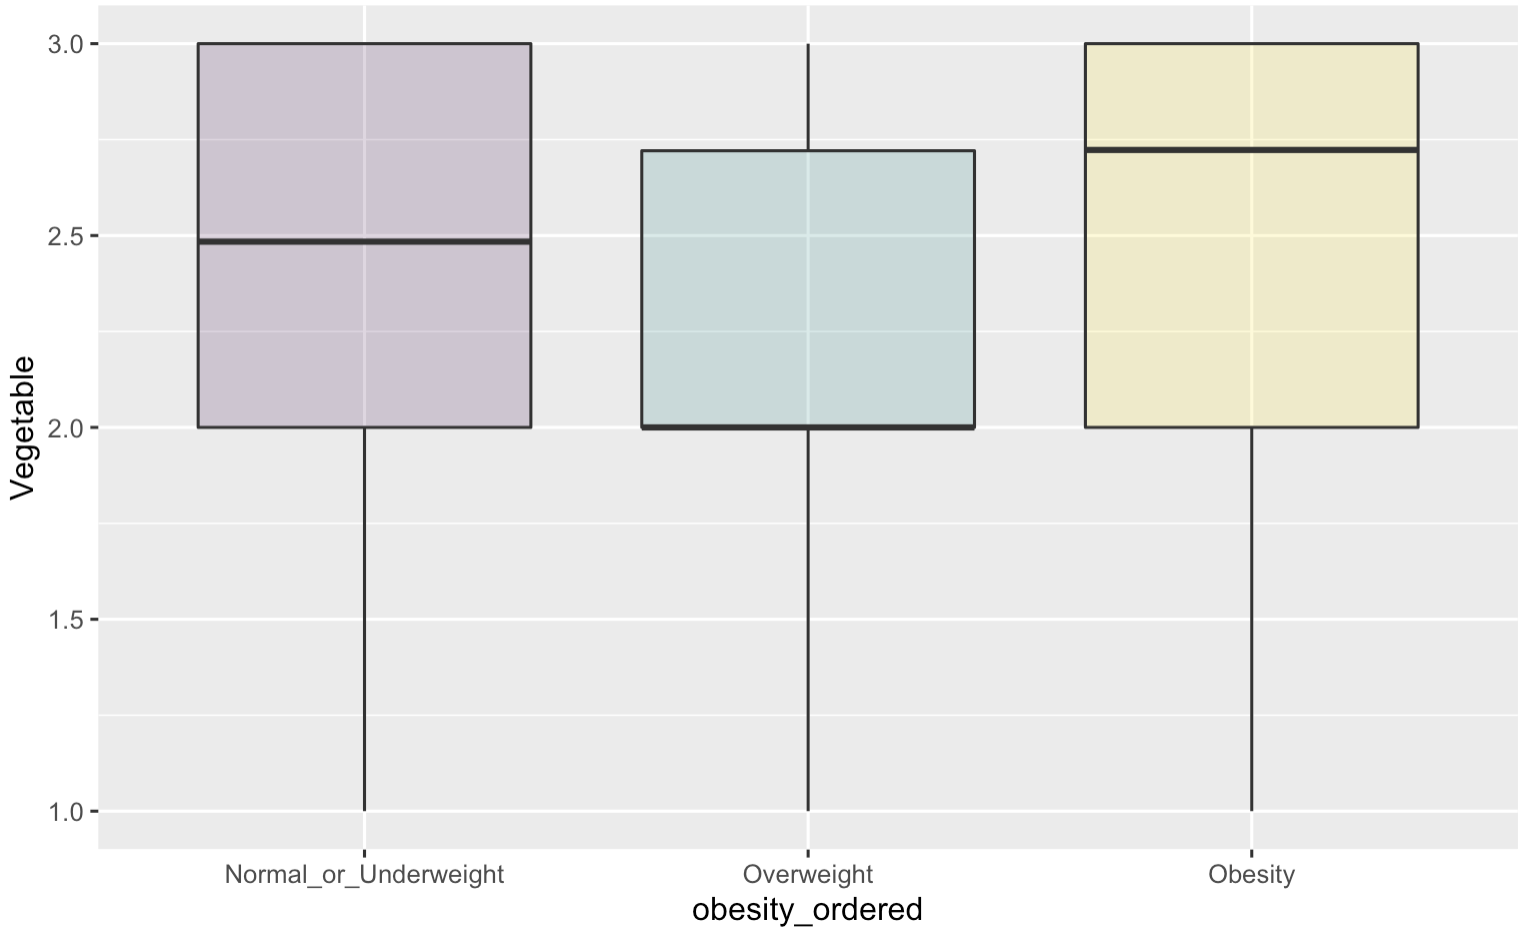 3.0
2.5
2.0
1.5
1.0
Vegetable
Normal_or_Underweight
Overweight
Obesity
obesity_ordered